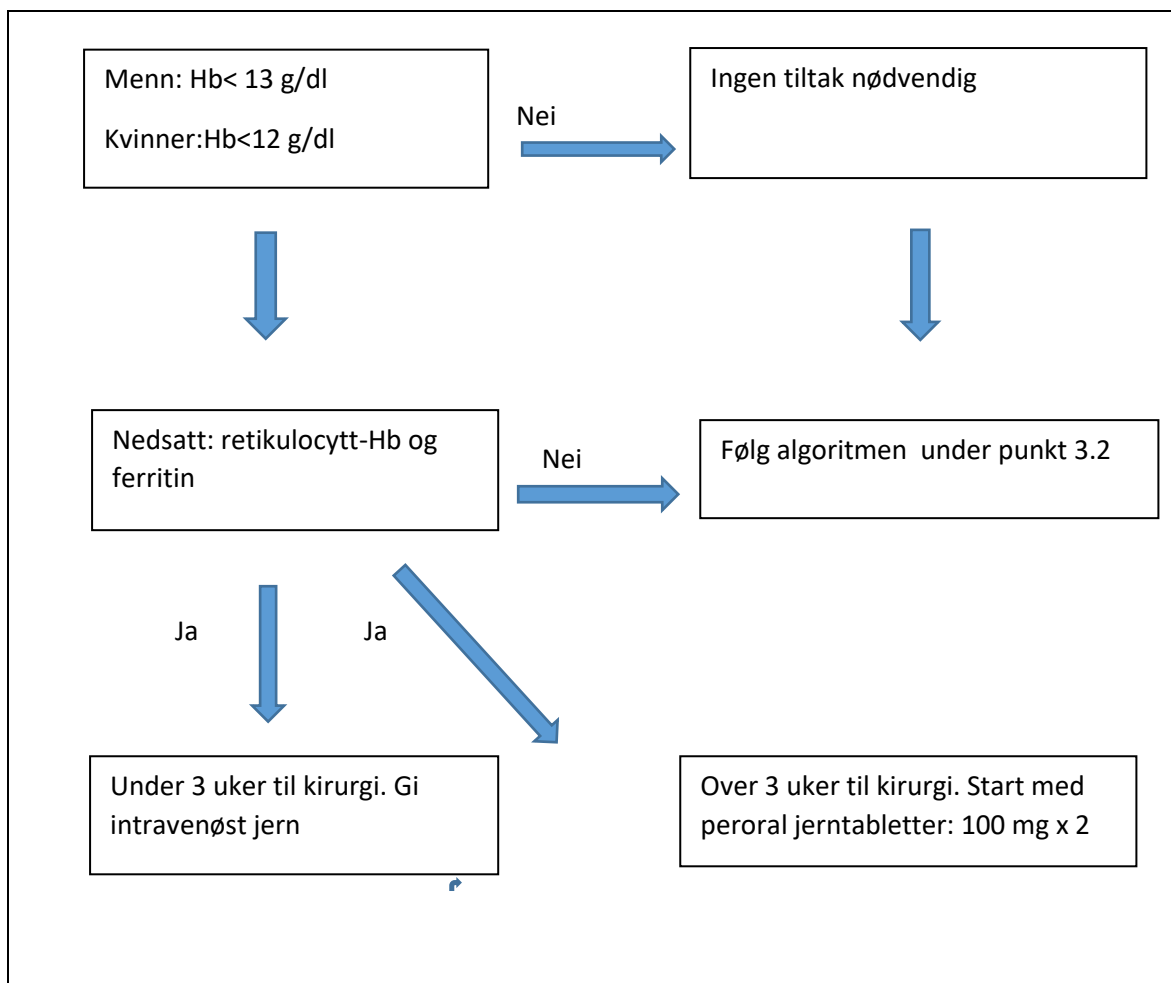 Menn: Hb< 13 g/dl
Kvinner:Hb<12 g/dl
Nei
Ingen tiltak nødvendig
Nedsatt: retikulocytt-Hb og
ferritin
Nei
Følg algoritmen  under punkt 3.2
Ja
Ja
Under 3 uker til kirurgi. Gi
intravenøst jern
Over 3 uker til kirurgi. Start med
peroral jerntabletter: 100 mg x 2